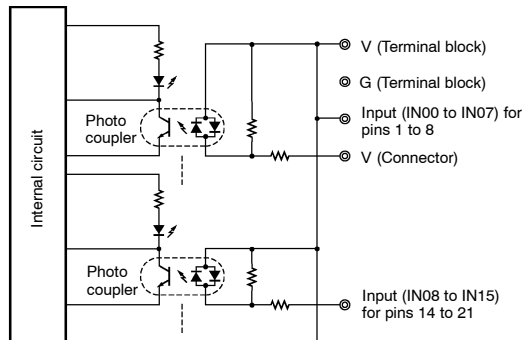 Internal circuit
Photo
coupler
V (Terminal block)
G (Terminal block)
Input (IN00 to IN07) for
pins 1 to 8
V (Connector)
Photo
coupler
Input (IN08 to IN15)
for pins 14 to 21